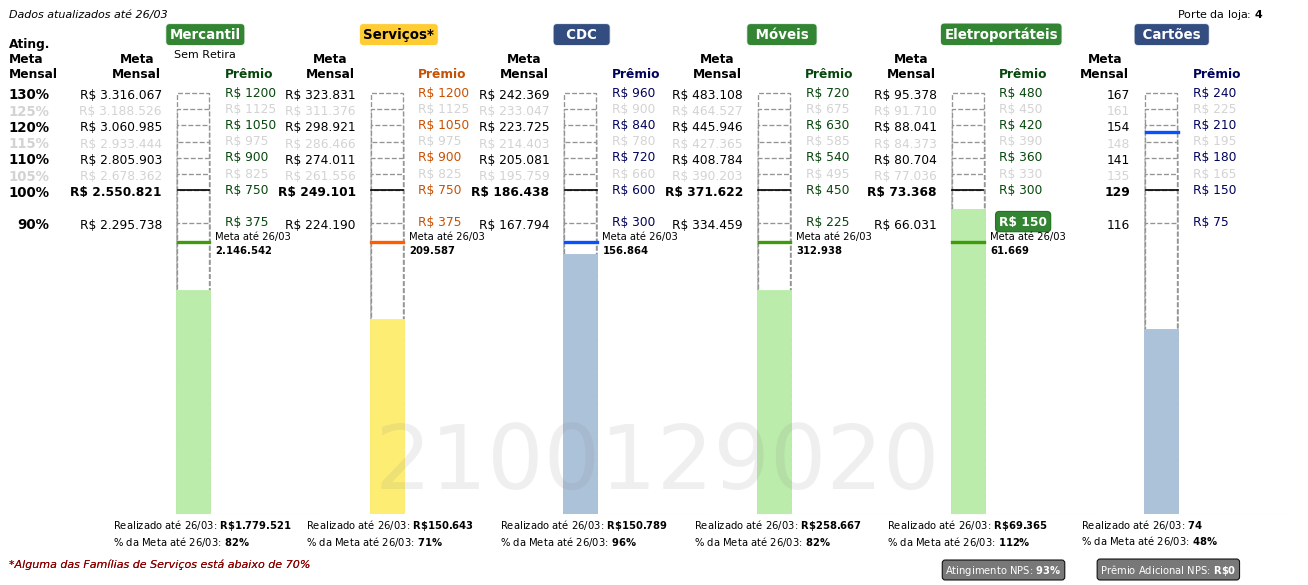 Dados atualizados até 26/03
Porte da loja: 4
Mercantil
Serviços*
CDC
Móveis
Eletroportáteis
Cartões
Sem Retira
Ating. Meta Mensal
Meta Mensal Prêmio Meta Mensal Prêmio Meta Mensal Prêmio Meta Mensal Prêmio Meta Mensal Prêmio Meta Mensal Prêmio
130% R$ 3.316.067 R$ 1200 R$ 323.831 R$ 1200 R$ 242.369 R$ 960 R$ 483.108 R$ 720 R$ 95.378 R$ 480 167 R$ 240
125% R$ 3.188.526 R$ 1125 R$ 311.376 R$ 1125 R$ 233.047 R$ 900 R$ 464.527 R$ 675 R$ 91.710 R$ 450 161 R$ 225
120% R$ 3.060.985 R$ 1050 R$ 298.921 R$ 1050 R$ 223.725 R$ 840 R$ 445.946 R$ 630 R$ 88.041 R$ 420 154 R$ 210
115% R$ 2.933.444 R$ 975 R$ 286.466 R$ 975 R$ 214.403 R$ 780 R$ 427.365 R$ 585 R$ 84.373 R$ 390 148 R$ 195
110% R$ 2.805.903 R$ 900 R$ 274.011 R$ 900 R$ 205.081 R$ 720 R$ 408.784 R$ 540 R$ 80.704 R$ 360 141 R$ 180
105% R$ 2.678.362 R$ 825 R$ 261.556 R$ 825 R$ 195.759 R$ 660 R$ 390.203 R$ 495 R$ 77.036 R$ 330 135 R$ 165
100% R$ 2.550.821 R$ 750 R$ 249.101 R$ 750 R$ 186.438 R$ 600 R$ 371.622 R$ 450 R$ 73.368 R$ 300 129 R$ 150
90% R$ 2.295.738 R$ 375 R$ 224.190 R$ 375 R$ 167.794 R$ 300 R$ 334.459 R$ 225 R$ 66.031 R$ 150 116 R$ 75
Meta até 26/03 Meta até 26/03 Meta até 26/03 Meta até 26/03 Meta até 26/03
2.146.542 209.587 156.864 312.938 61.669
2100129020
Realizado até 26/03: R$1.779.521 Realizado até 26/03: R$150.643 Realizado até 26/03: R$150.789 Realizado até 26/03: R$258.667 Realizado até 26/03: R$69.365 Realizado até 26/03: 74
% da Meta até 26/03: 82% % da Meta até 26/03: 71% % da Meta até 26/03: 96% % da Meta até 26/03: 82% % da Meta até 26/03: 112% % da Meta até 26/03: 48%
*Alguma das Famílias de Serviços está abaixo de 70%
Atingimento NPS: 93%
Prêmio Adicional NPS: R$0